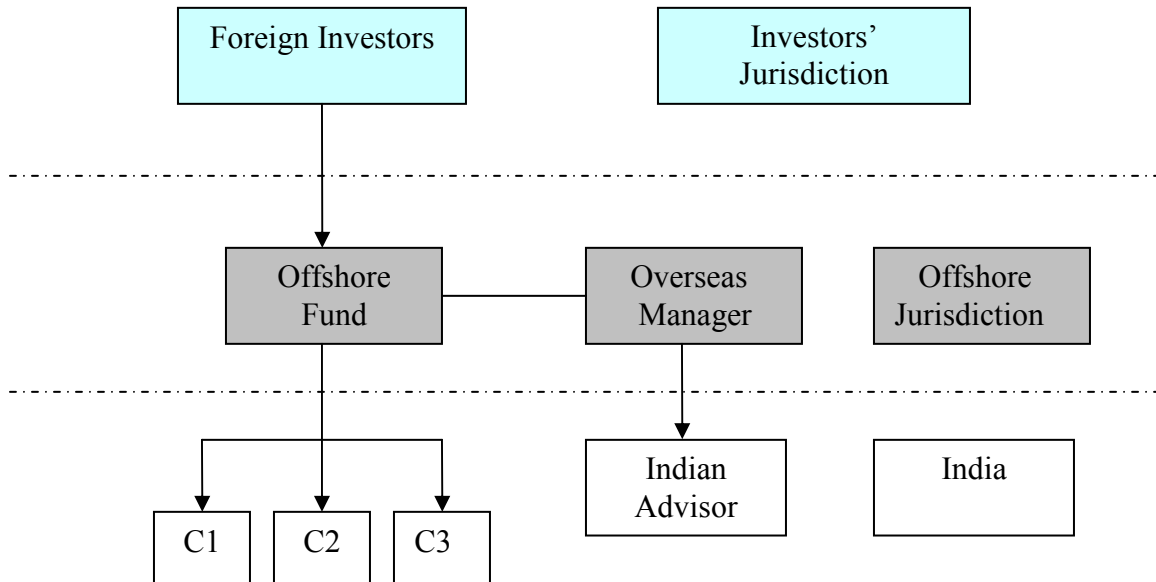 Foreign Investors
Investors’
Jurisdiction
Offshore
Fund
Overseas
Manager
Offshore
Jurisdiction
Indian
Advisor
India
C1
C2
C3